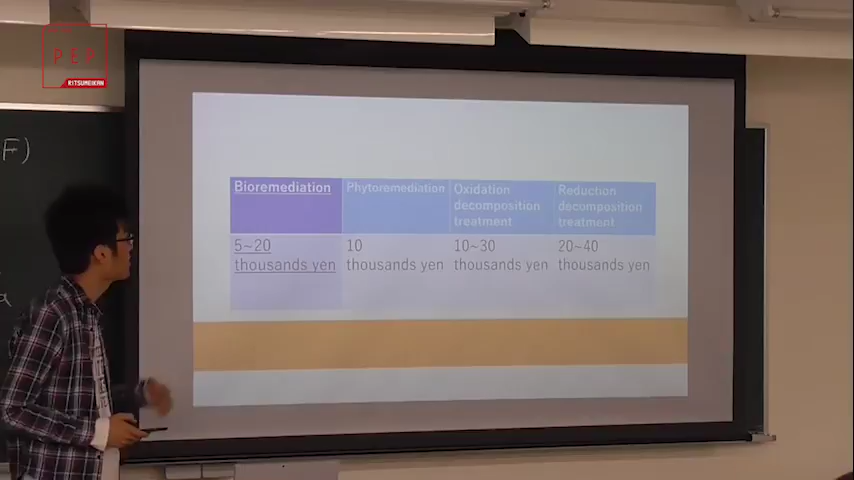 PEP
RITSUMEIKAN
F)
a
Bioremediation
Phytoremediation
Oxidation
decomposition
treatment
Reduction
decomposition
treatment
5~20
thousands yen
10
thousands yen
10~30
thousands yen
20~40
thousands yen